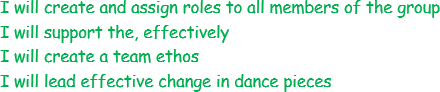 I will create and assign roles to all members of the group
I will support the, effectively
I will create a team ethos
I will lead effective change in dance pieces